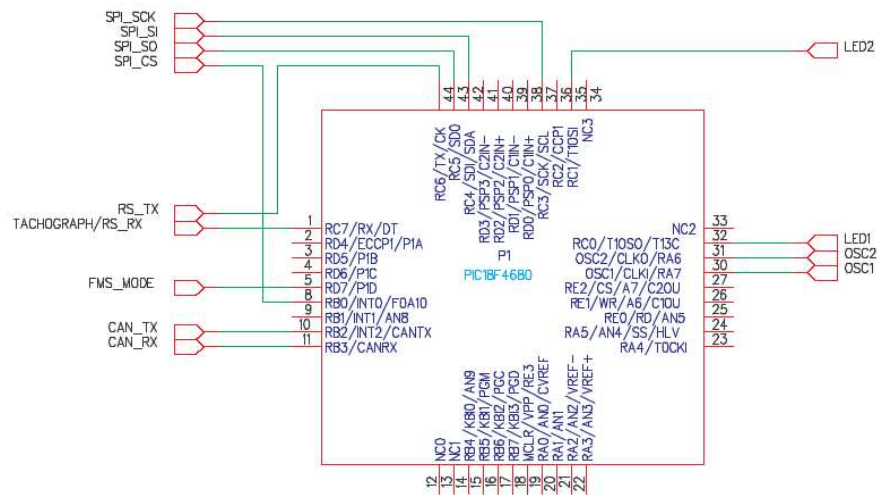 SPI_SCK
SPI_SI
SPI_SO
SPI_CS
LED2
44
43
42
41
40
39
38
37
36
35
34
RC6/TX/CK
RC5/SDO
RC4/SDI/SDA
RD3/PSP3/C2IN-
RD2/PSP2/C2IN+
RD1/PSP1/C1IN-
RD0/PSP0/C1IN+
RC3/SCK/SCL
RC2/CCP1
RC1/T1OSI
NC3
RS_TX
TACHOGRAPH/RS_RX
FMS_MODE
CAN_TX
CAN_RX
1 RC7/RX/DT
2 RD4/ECCP1/P1A
3 RD5/P1B
4 RD6/P1C
5 RD7/P1D
8 RB0/INT0/F0A10
9 RB1/INT1/AN8
10 RB2/INT2/CANTX
11 RB3/CANRX
P1
PIC18F4680
NC2 33
RC0/T1OSO/T13C 32
OSC2/CLKO/RA6 31
OSC1/CLKI/RA7 30
RE2/CS/A7/C2OU 27
RE1/WR/A6/C1OU 26
RE0/RD/AN5 25
RA5/AN4/SS/HLV 24
RA4/TOCKI 23
LED1
OSC2
OSC1
NC0
NC1
RB4/KBI0/AN9
RB5/KBI1/PGM
RB6/KBI2/PGC
RB7/KBI3/PGD
MCLR/VPP/RE3
RA0/AN0/CVREF
RA1/AN1
RA2/AN2/VREF-
RA3/AN3/VREF+
12
13
14
15
16
17
18
19
20
21
22